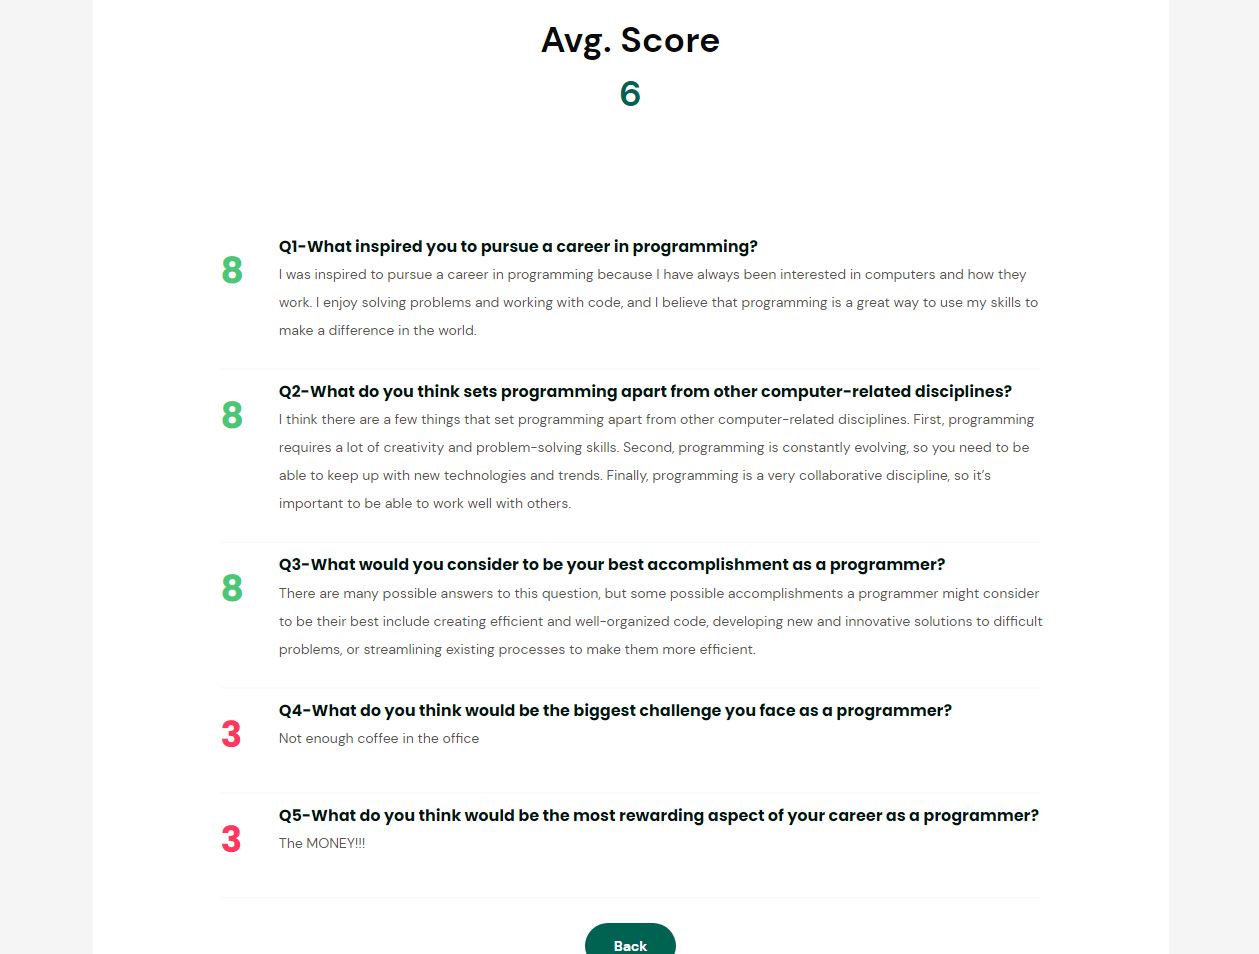 Avg. Score
6
8
Q1-What inspired you to pursue a career in programming?
I was inspired to pursue a career in programming because I have always been interested in computers and how they
work. I enjoy solving problems and working with code, and I believe that programming is a great way to use my skills to
make a difference in the world.
8
Q2-What do you think sets programming apart from other computer-related disciplines?
I think there are a few things that set programming apart from other computer-related disciplines. First, programming
requires a lot of creativity and problem-solving skills. Second, programming is constantly evolving, so you need to be
able to keep up with new technologies and trends. Finally, programming is a very collaborative discipline, so it’s
important to be able to work well with others.
8
Q3-What would you consider to be your best accomplishment as a programmer?
There are many possible answers to this question, but some possible accomplishments a programmer might consider
to be their best include creating efficient and well-organized code, developing new and innovative solutions to difficult
problems, or streamlining existing processes to make them more efficient.
3
Q4-What do you think would be the biggest challenge you face as a programmer?
Not enough coffee in the office
3
Q5-What do you think would be the most rewarding aspect of your career as a programmer?
The MONEY!!!
Back